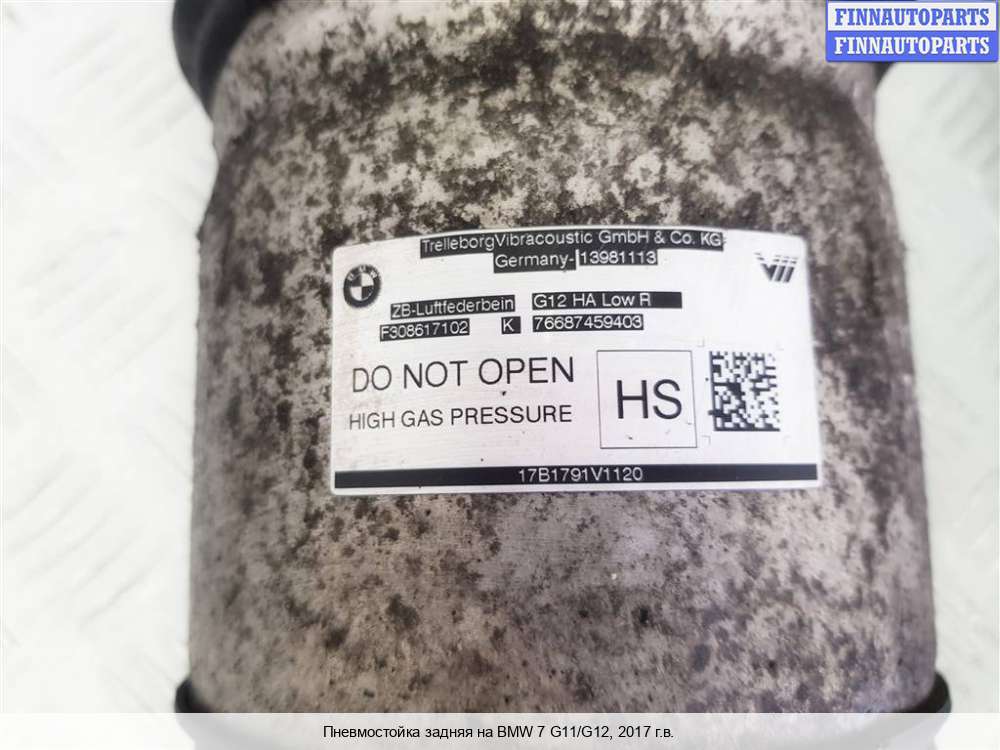 FINNAUTOPARTS
FINNAUTOPARTS
TrelleborgVibracoustic GmbH & Co. KG
Germany- 13981113
ZB-Luftfederbein G12 HA Low R
F308617102 K 76687459403
DO NOT OPEN
HIGH GAS PRESSURE
HS
17B1791V1120
Пневмостойка задняя на BMW 7 G11/G12, 2017 г.в.